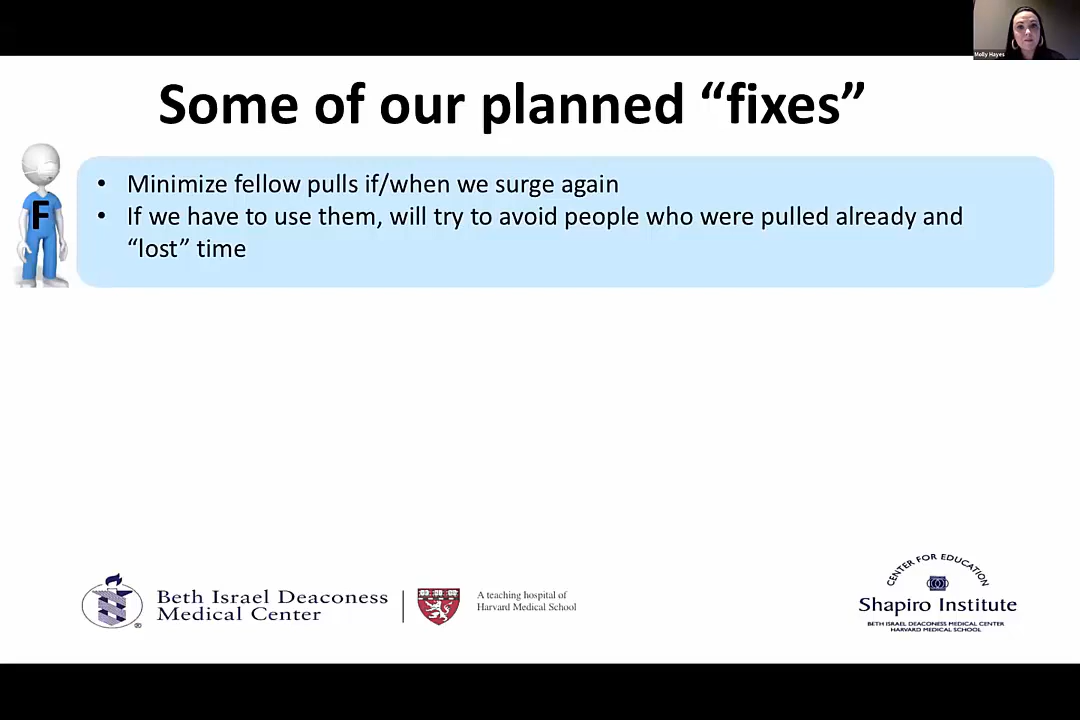 Molly Hayes
Some of our planned “fixes”
F
• Minimize fellow pulls if/when we surge again
• If we have to use them, will try to avoid people who were pulled already and
“lost” time
Beth Israel Deaconess
Medical Center
A teaching hospital of
Harvard Medical School
CENTER FOR EDUCATION
Shapiro Institute
BETH ISRAEL DEACONESS MEDICAL CENTER
HARVARD MEDICAL SCHOOL